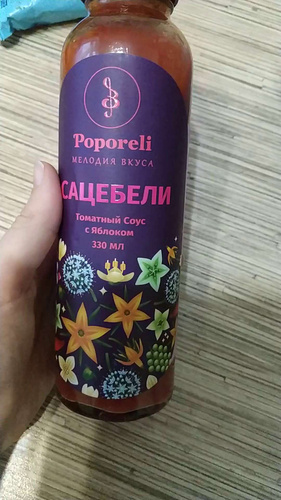 Poporeli
МЕЛОДИЯ ВКУСА
САЦЕБЕЛИ
Томатный Соус
с Яблоком
330 МЛ